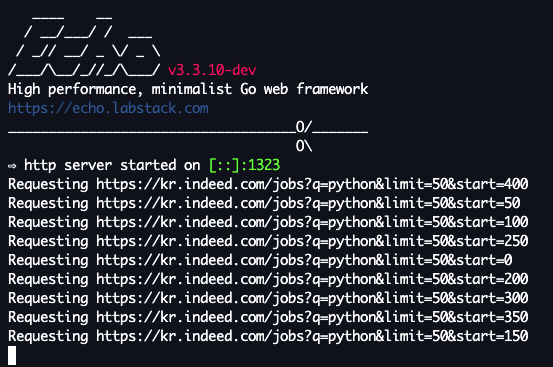 ____    __
  / __/___/ /  ___
 / _// __/ _ \/ _ \
/___/\__/_//_/\___/ v3.3.10-dev
High performance, minimalist Go web framework
https://echo.labstack.com
____________________________________O/_______
                                    O\
⇨ http server started on [::]:1323
Requesting https://kr.indeed.com/jobs?q=python&limit=50&start=400
Requesting https://kr.indeed.com/jobs?q=python&limit=50&start=50
Requesting https://kr.indeed.com/jobs?q=python&limit=50&start=100
Requesting https://kr.indeed.com/jobs?q=python&limit=50&start=250
Requesting https://kr.indeed.com/jobs?q=python&limit=50&start=0
Requesting https://kr.indeed.com/jobs?q=python&limit=50&start=200
Requesting https://kr.indeed.com/jobs?q=python&limit=50&start=300
Requesting https://kr.indeed.com/jobs?q=python&limit=50&start=350
Requesting https://kr.indeed.com/jobs?q=python&limit=50&start=150